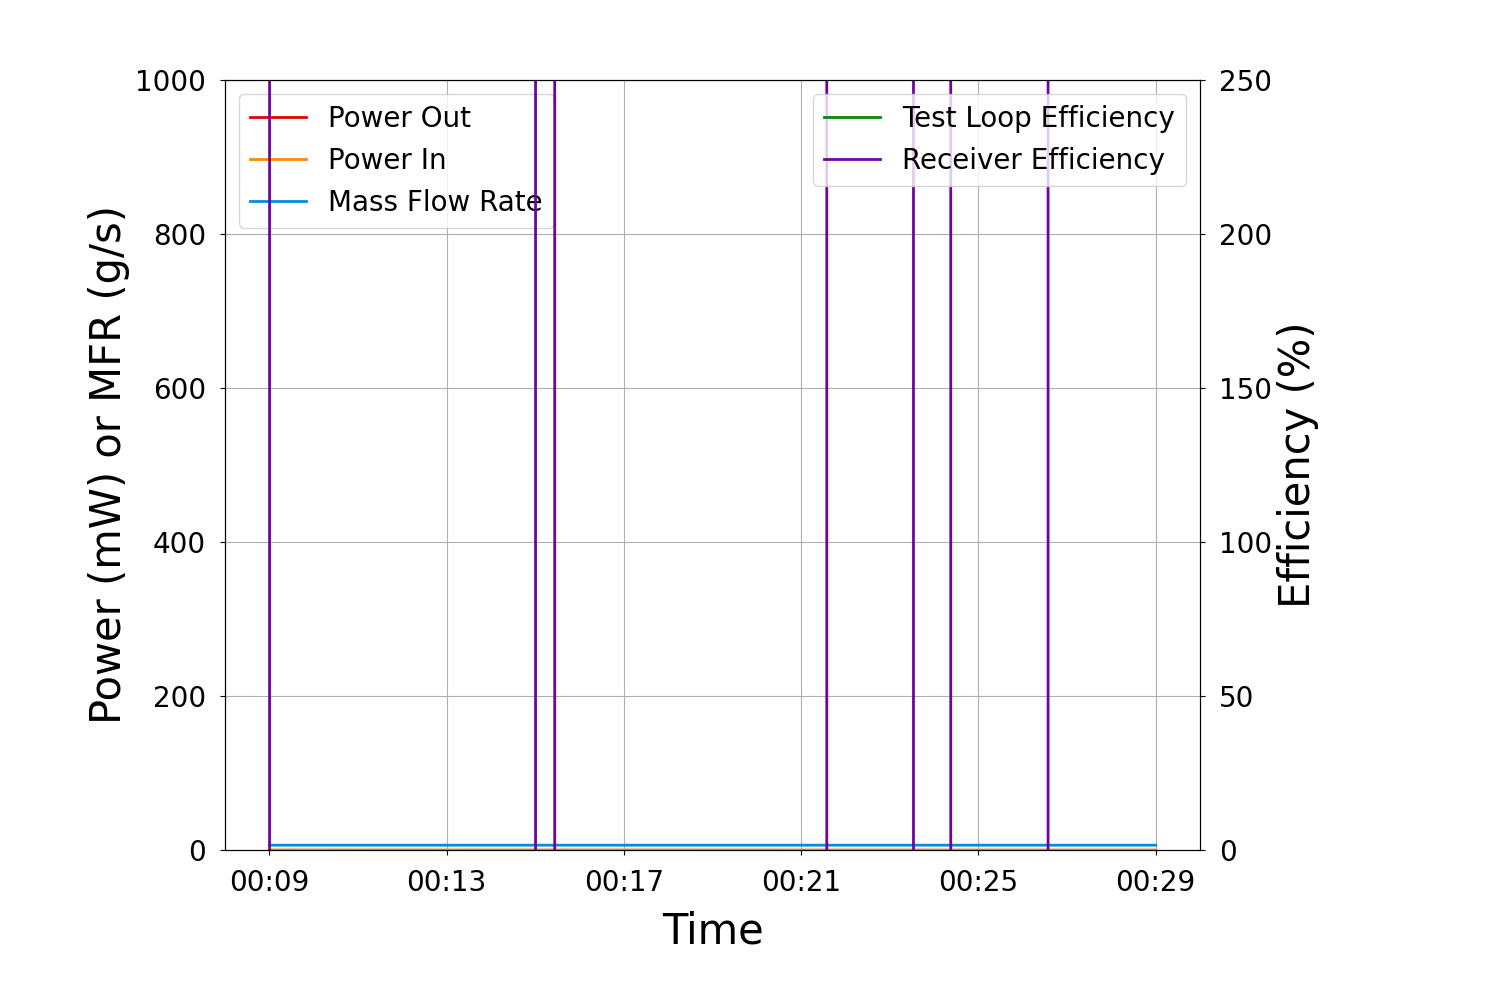 1000
800
600
400
200
0
Power (mW) or MFR (g/s)
Power Out
Power In
Mass Flow Rate
Test Loop Efficiency
Receiver Efficiency
250
200
150
100
50
0
Efficiency (%)
00:09 00:13 00:17 00:21 00:25 00:29
Time